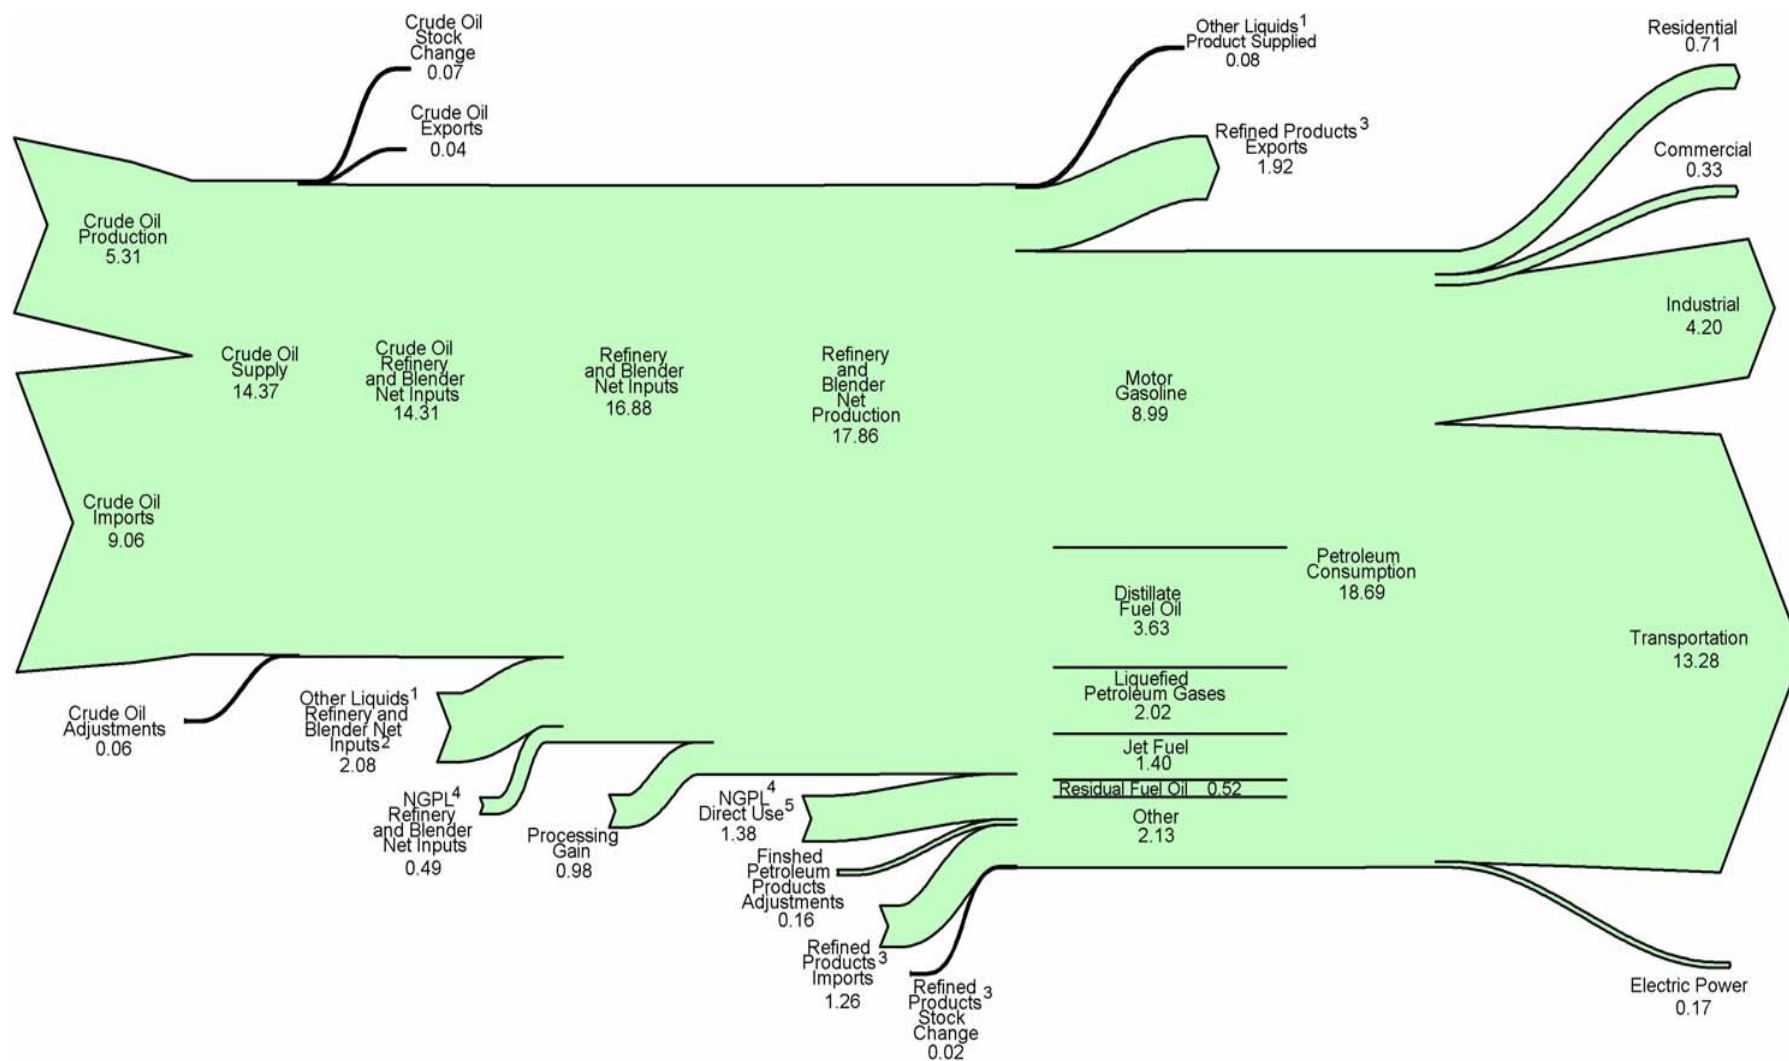 Crude Oil
Stock
Change
0.07
Crude Oil
Exports
0.04
Other Liquids1
Product Supplied
0.08
Refined Products3
Exports
1.92
Residential
0.71
Commercial
0.33
Crude Oil
Production
5.31
Industrial
4.20
Crude Oil
Supply
14.37
Crude Oil
Refinery
and Blender
Net Inputs
14.31
Refinery
and Blender
Net Inputs
16.88
Refinery
and
Blender
Net
Production
17.86
Motor
Gasoline
8.99
Crude Oil
Imports
9.06
Petroleum
Consumption
18.69
Distillate
Fuel Oil
3.63
Transportation
13.28
Liquefied
Petroleum Gases
2.02
Jet Fuel
1.40
Residual Fuel Oil 0.52
Other
2.13
Crude Oil
Adjustments
0.06
Other Liquids1
Refinery and
Blender Net
Inputs2
2.08
NGPL4
Refinery
and Blender
Net Inputs
0.49
Processing
Gain
0.98
NGPL4
Direct Use5
1.38
Finshed
Petroleum
Products
Adjustments
0.16
Refined
Products3
Imports
1.26
Refined
Products3
Stock
Change
0.02
Electric Power
0.17